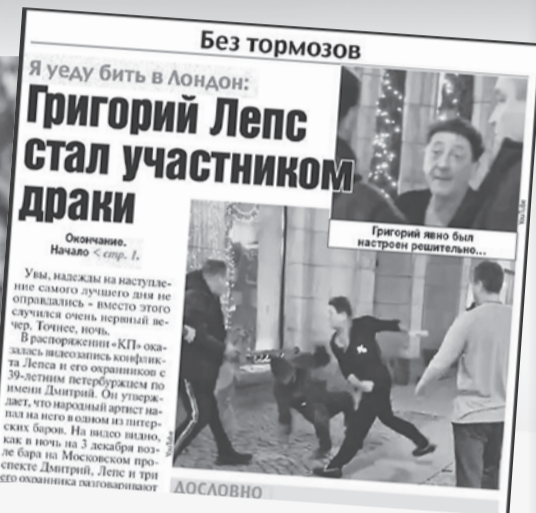 Без тормозов
Я уеду бить в Лондон:
Григорий Лепс
стал участником
драки
Окончание.
Начало < стр. 1.
Увы, надежды на наступле-
ние самого лучшего дня не
оправдались - вместо этого
случился очень нервный ве-
чер. Точнее, ночь.
В распоряжении «КП» ока-
залась видеозапись конфлик-
та Лепса и его охранников с
39-летним петербуржцем по
имени Дмитрий. Он утверж-
дает, что народный артист на-
пал на него в одном из питер-
ских баров. На видео видно,
как в ночь на 3 декабря воз-
ле бара на Московском про-
спекте Дмитрий, Лепс и три
его охранника разговаривают
Григорий явно был
настроен решительно...
YouTube
YouTube
ДОСЛОВНО